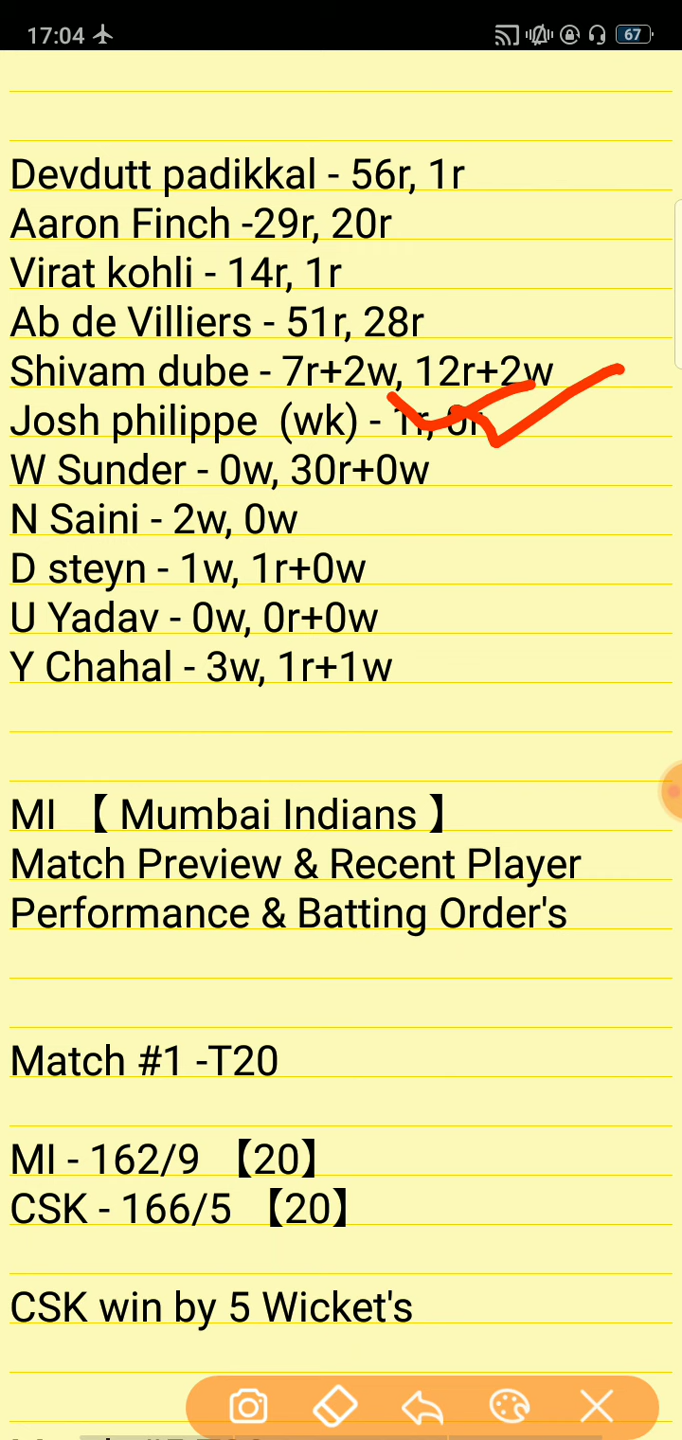 17:04
67
Devdutt padikkal - 56r, 1r
Aaron Finch -29r, 20r
Virat kohli - 14r, 1r
Ab de Villiers - 51r, 28r
Shivam dube - 7r+2w, 12r+2w
Josh philippe (wk) - 1r, 0r
W Sunder - 0w, 30r+0w
N Saini - 2w, 0w
D steyn - 1w, 1r+0w
U Yadav - 0w, 0r+0w
Y Chahal - 3w, 1r+1w
MI 【 Mumbai Indians 】
Match Preview & Recent Player
Performance & Batting Order's
Match #1 -T20
MI - 162/9 【20】
CSK - 166/5 【20】
CSK win by 5 Wicket's